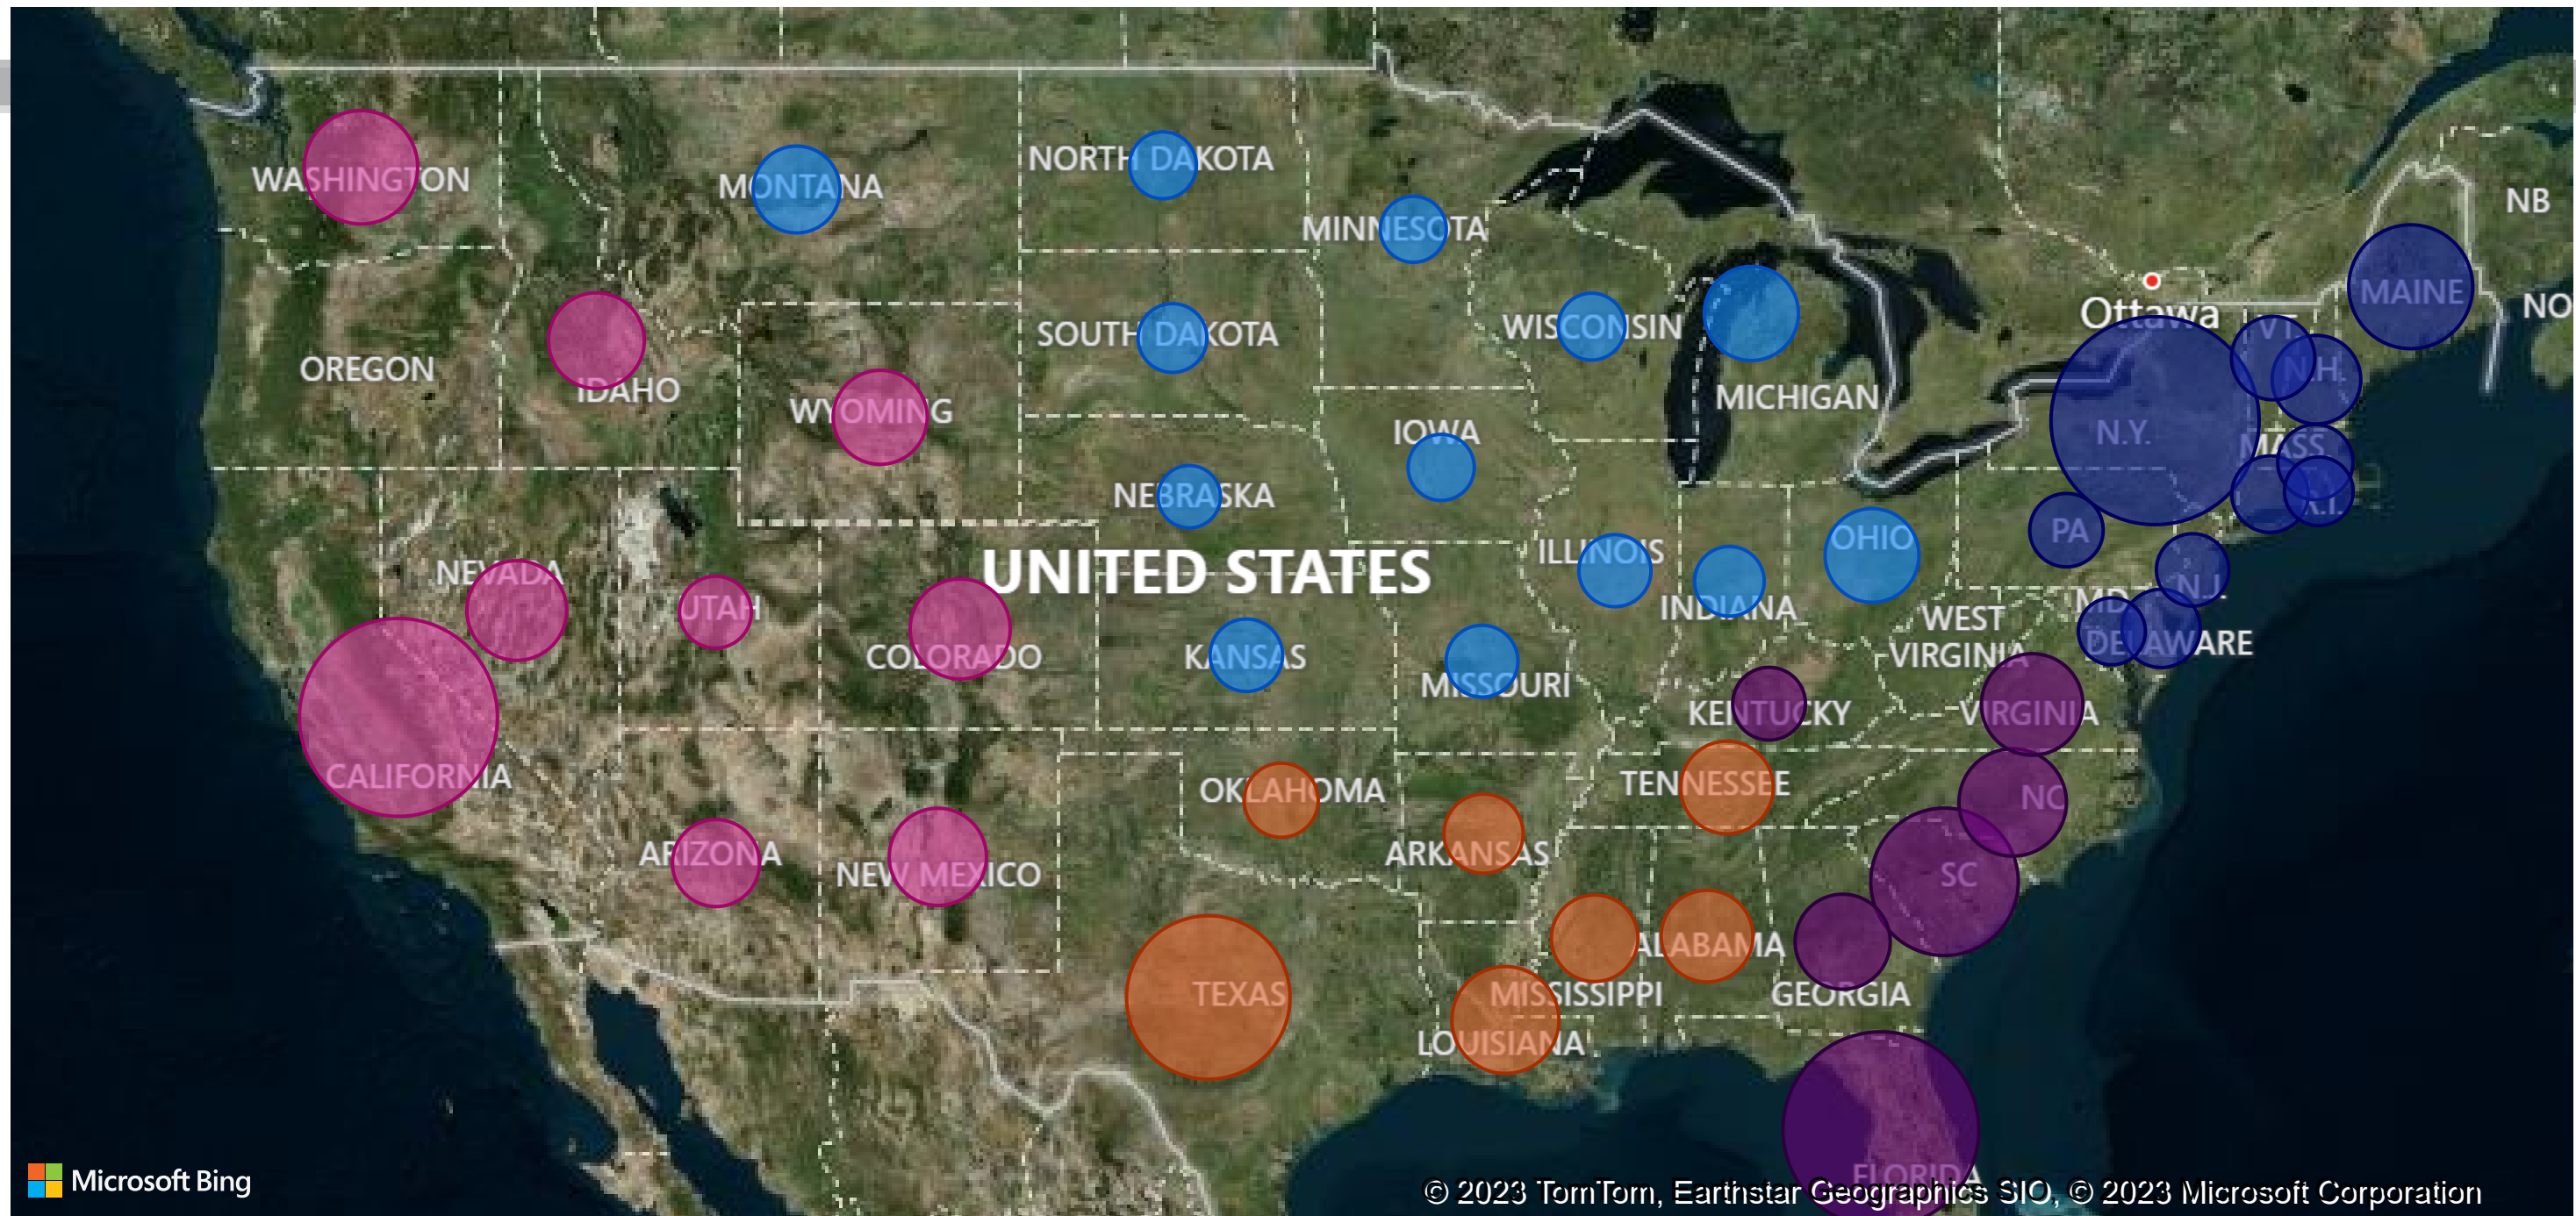 NORTH DAKOTA
WASHINGTON
MONTANA
MINNESOTA
NB
MAINE
NO
Ottawa
WISCONSIN
SOUTH DAKOTA
VT.
OREGON
IDAHO
N.H.
MICHIGAN
WYOMING
IOWA
N.Y.
MASS.
NEBRASKA
R.I.
PA
OHIO
ILLINOIS
NEVADA
UNITED STATES
N.J.
MD
UTAH
INDIANA
WEST
VIRGINIA
DELAWARE
COLORADO
KANSAS
MISSOURI
KENTUCKY
VIRGINIA
CALIFORNIA
OKLAHOMA
TENNESSEE
NC
ARIZONA
NEW MEXICO
ARKANSAS
SC
ALABAMA
TEXAS
MISSISSIPPI
GEORGIA
LOUISIANA
FLORIDA
Microsoft Bing
© 2023 TomTom, Earthstar Geographics SIO, © 2023 Microsoft Corporation